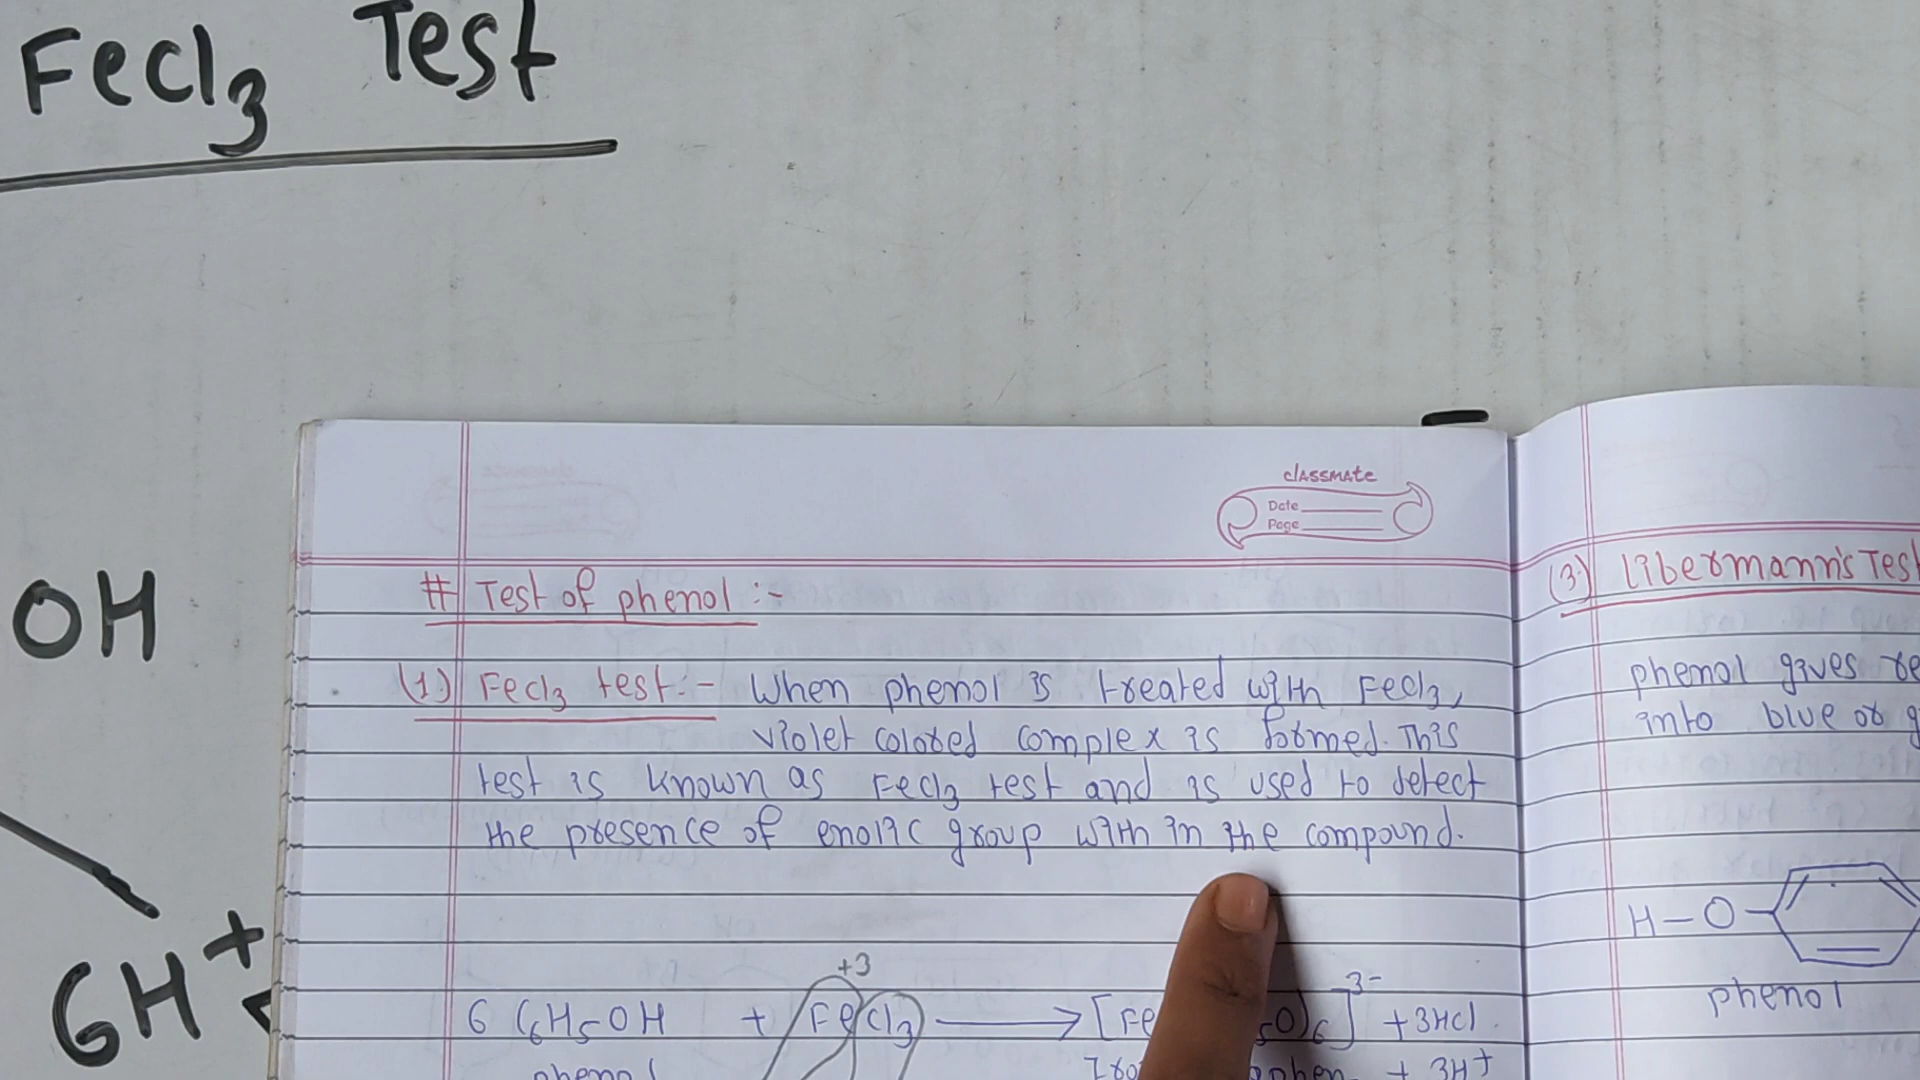 FeCl3 Test
OH
6H+
classmate
Date
Page
# Test of phenol :-
(1.) FeCl3 test:- When phenol is treated with FeCl3,
violet colored complex is formed. This
test is known as FeCl3 test and is used to detect
the presence of enolic group with in the compound.
+3
6 C6H5OH + FeCl3 ⟶ [Fe 5O)6]3- + 3HCl
phenol + 3H+
(3.) Libermann's Test
phenol gives
into blue or
H-O
phenol